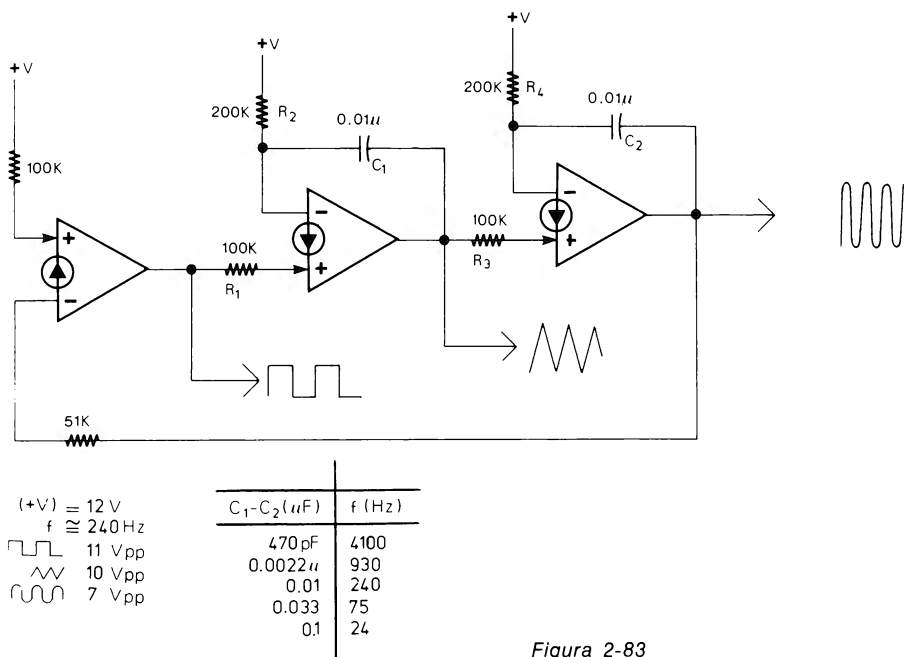 +V
+V
+V
200K R4
0.01u
C2
200K R2
0.01u
C1
100K
+
-
-
+
100K
R1
-
+
100K
R3
51K
(+V) = 12 V
f ≅ 240 Hz
11 Vpp
10 Vpp
7 Vpp
C1-C2(uF) f (Hz)
470 pF 4100
0.0022u 930
0.01 240
0.033 75
0.1 24
Figura 2-83